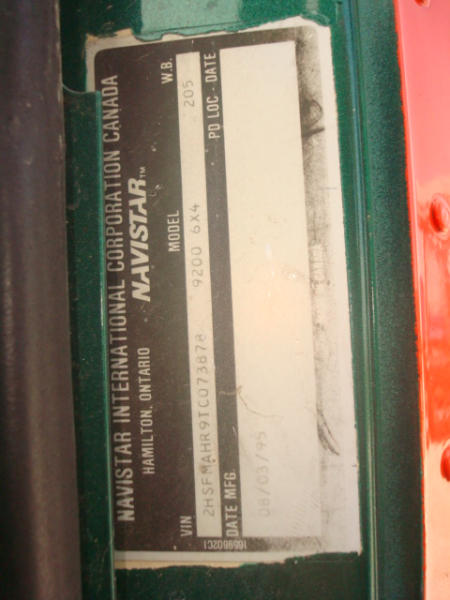 NAVISTAR INTERNATIONAL CORPORATION CANADA
HAMILTON, ONTARIO NAVISTAR™
VIN MODEL W.B.
2HSFMAHR9TC073878 9200 6X4 205
DATE MFG PD LOC - DATE
08/03/95